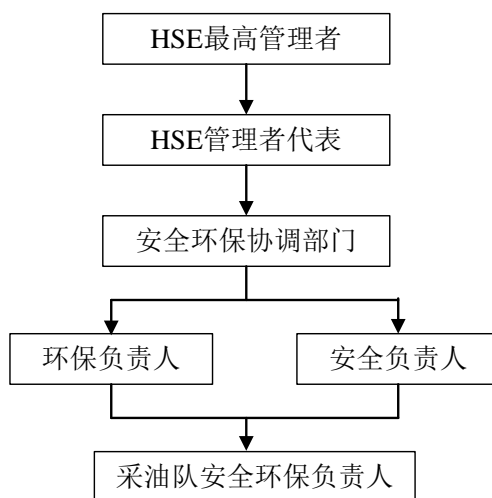 HSE最高管理者
HSE管理者代表
安全环保协调部门
环保负责人
安全负责人
采油队安全环保负责人